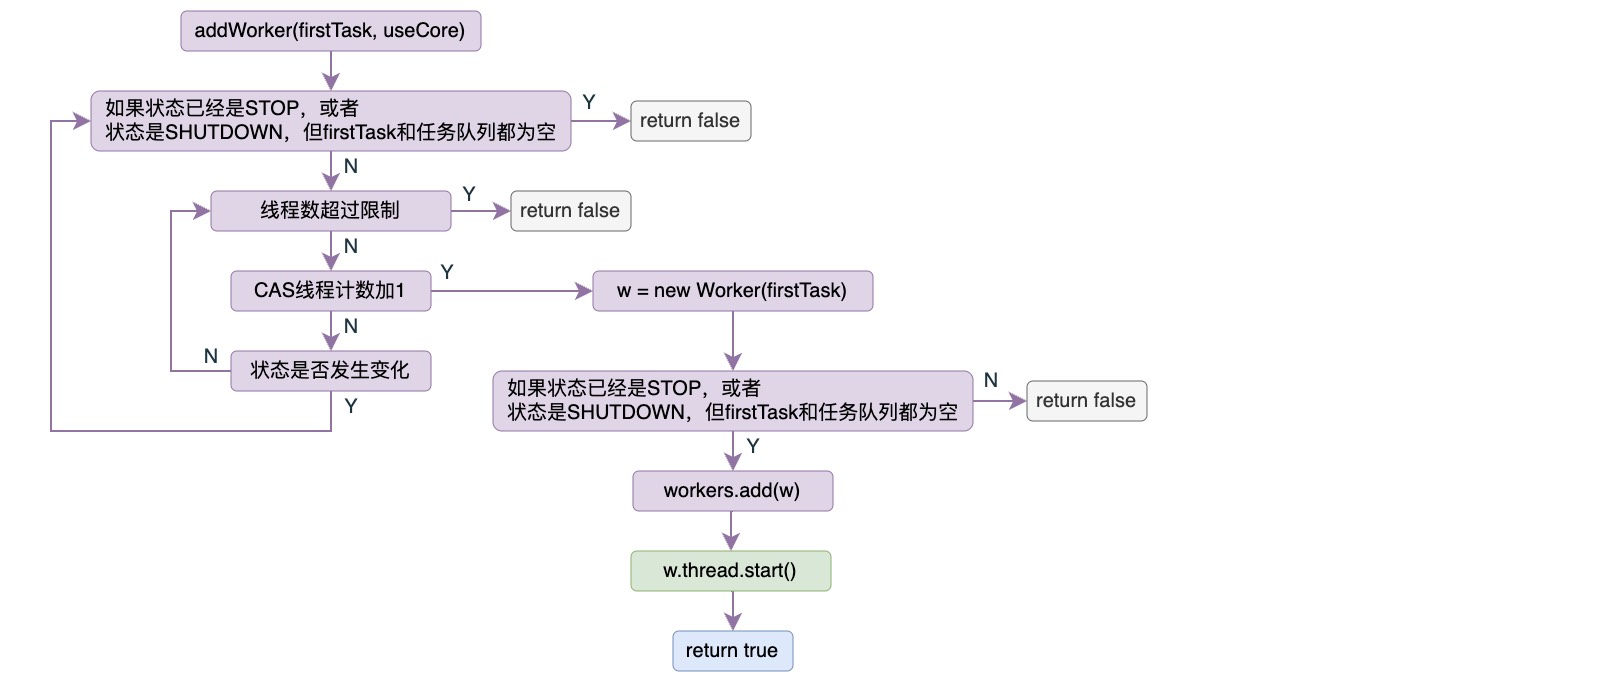 addWorker(firstTask, useCore)
如果状态已经是STOP，或者
状态是SHUTDOWN，但firstTask和任务队列都为空
Y
return false
N
线程数超过限制
Y
return false
N
CAS线程计数加1
Y
w = new Worker(firstTask)
N
状态是否发生变化
N
Y
如果状态已经是STOP，或者
状态是SHUTDOWN，但firstTask和任务队列都为空
N
return false
Y
workers.add(w)
w.thread.start()
return true